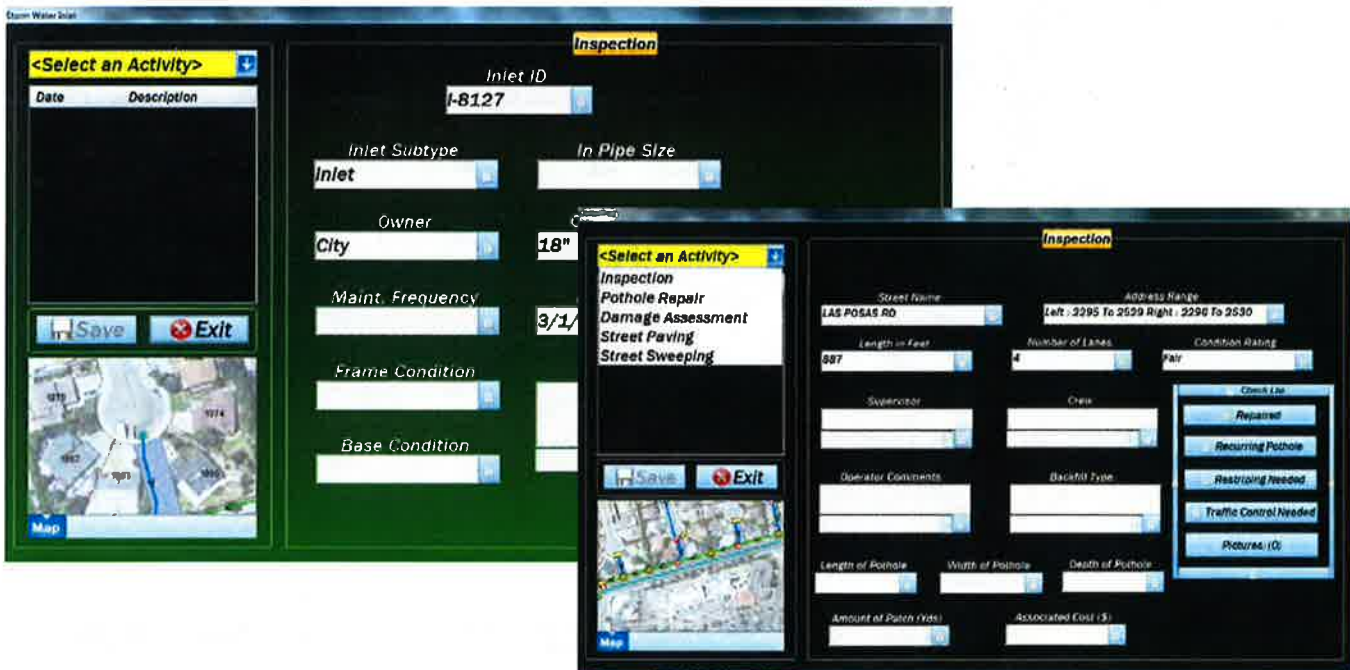 Storm Water Inlet
Inspection
<Select an Activity>
Date Description
Inlet ID
I-8127
Inlet Subtype
Inlet
In Pipe Size
Owner
City
18"
Maint. Frequency
3/1/
Frame Condition
Base Condition
Save Exit
1974
Map
Inspection
<Select an Activity>
Inspection
Pothole Repair
Damage Assessment
Street Paving
Street Sweeping
Street Name
LAS POSAS RD
Address Range
Left : 2295 To 2529 Right : 2296 To 2530
Length in Feet
887
Number of Lanes
4
Condition Rating
Fair
Supervisor
Crew
Check List
Repaired
Recurring Pothole
Restriping Needed
Traffic Control Needed
Pictures: (0)
Operator Comments
Backfill Type
Save Exit
Length of Pothole
Width of Pothole
Depth of Pothole
Amount of Patch (Yds)
Associated Cost ($)
Map